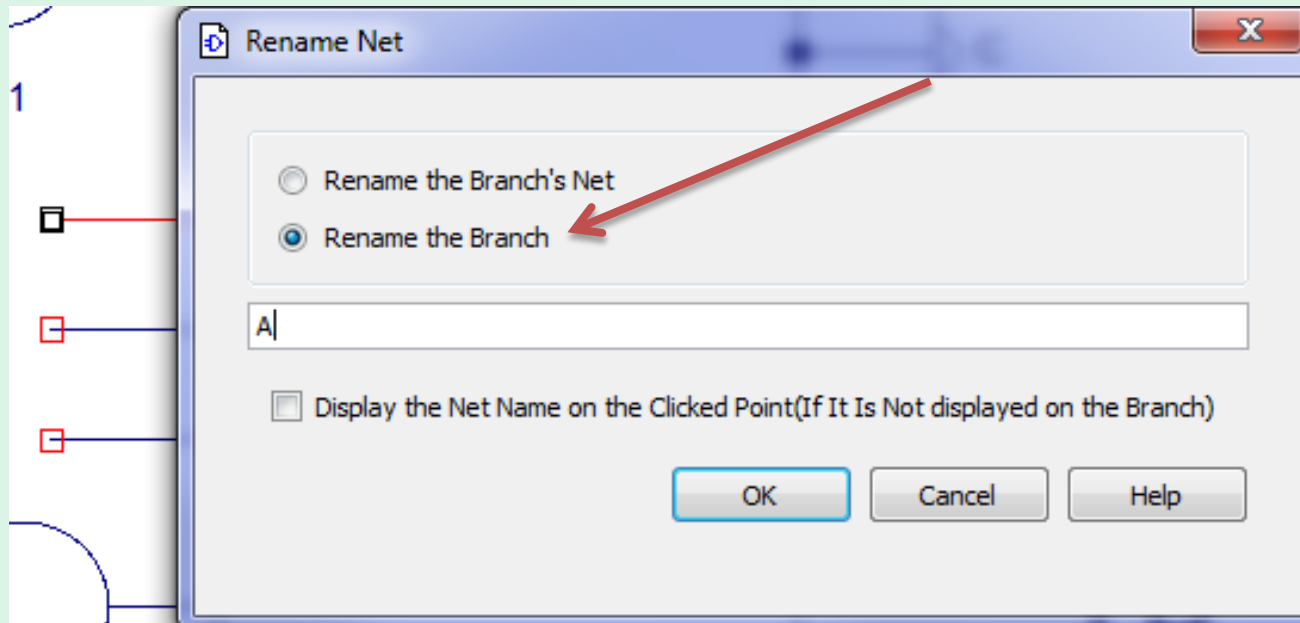 Rename Net
1
Rename the Branch's Net
Rename the Branch
A
Display the Net Name on the Clicked Point(If It Is Not displayed on the Branch)
OK Cancel Help